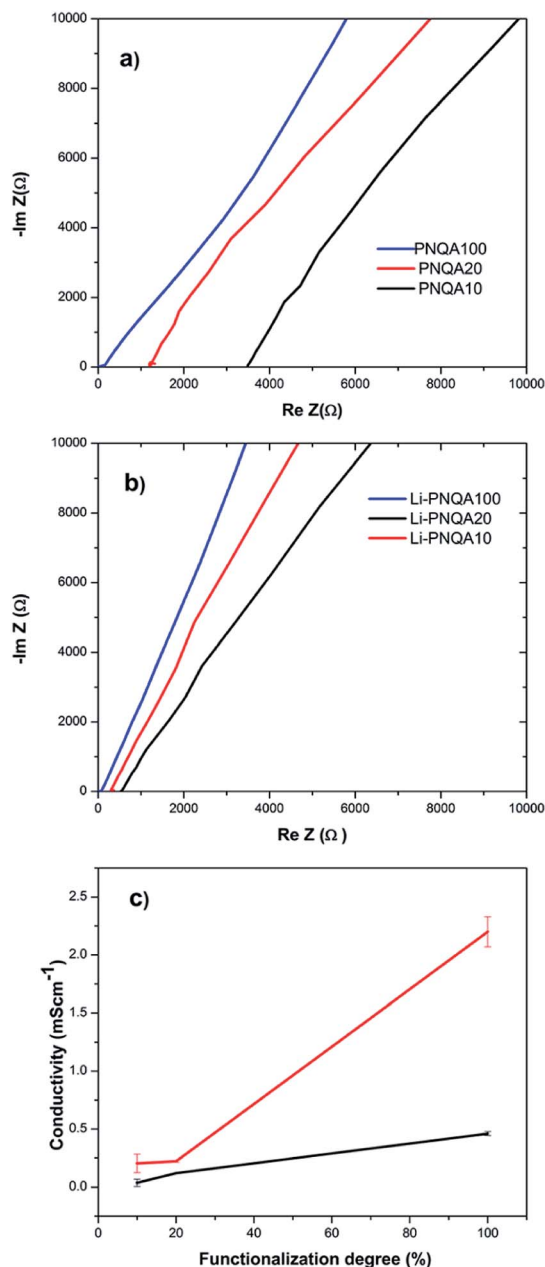 a)
10000
8000
6000
4000
2000
0
-Im Z(Ω)
PNQA100
PNQA20
PNQA10
0 2000 4000 6000 8000 10000
Re Z(Ω)
b)
10000
8000
6000
4000
2000
0
-Im Z (Ω)
Li-PNQA100
Li-PNQA20
Li-PNQA10
0 2000 4000 6000 8000 10000
Re Z (Ω )
c)
2.5
2.0
1.5
1.0
0.5
0.0
Conductivity (mScm⁻¹)
0 20 40 60 80 100
Functionalization degree (%)